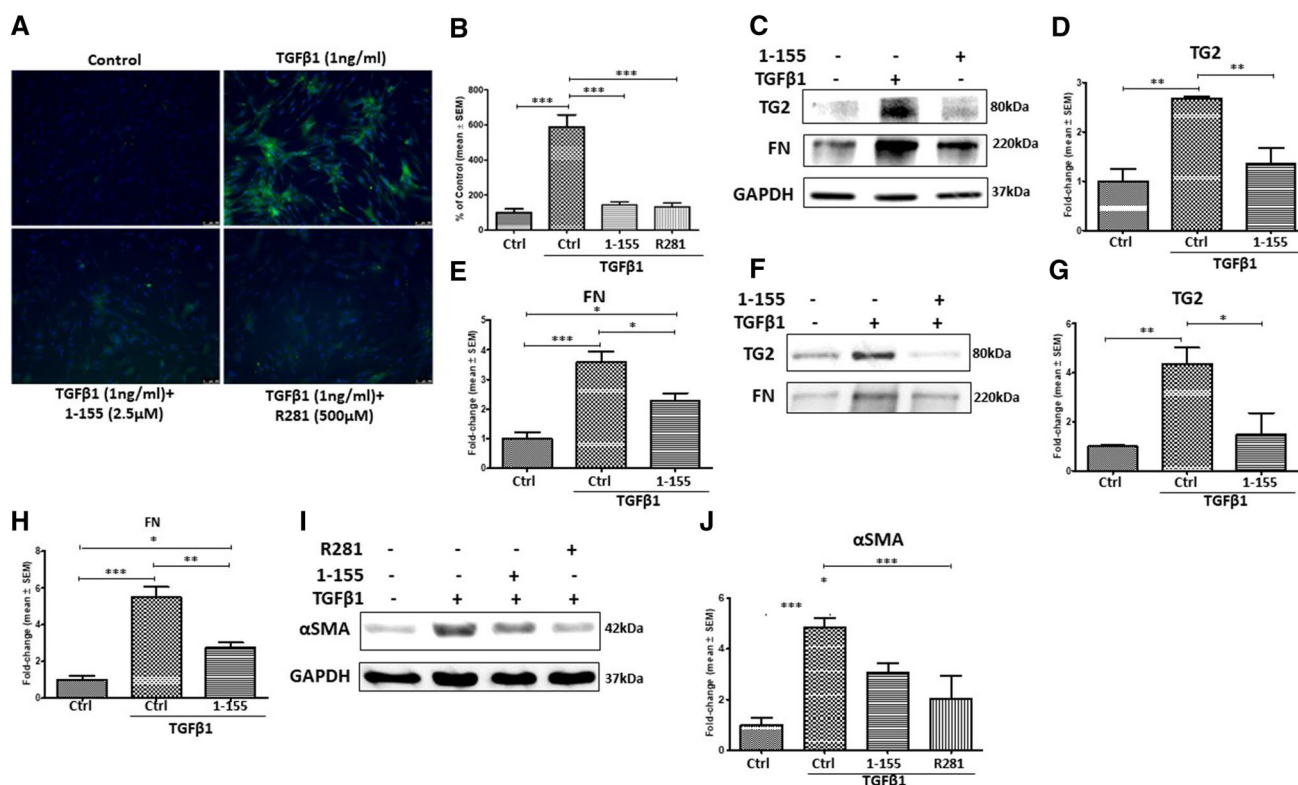 A
Control
TGFβ1 (1ng/ml)
TGFβ1 (1ng/ml)+
1-155 (2.5µM)
TGFβ1 (1ng/ml)+
R281 (500µM)
B
% of Control (mean ± SEM)
800
600
400
200
0
***
***
***
Ctrl Ctrl 1-155 R281
TGFβ1
C
1-155 - - +
TGFβ1 - +
TG2 80kDa
FN 220kDa
GAPDH 37kDa
D
TG2
Fold-change (mean ± SEM)
3
2
1
0
** **
Ctrl Ctrl 1-155
TGFβ1
E
FN
Fold-change (mean ± SEM)
5
4
3
2
1
0
*
*** *
Ctrl Ctrl 1-155
TGFβ1
F
1-155 - - +
TGFβ1 - + +
TG2 80kDa
FN 220kDa
G
TG2
Fold-change (mean ± SEM)
6
4
2
0
** *
Ctrl Ctrl 1-155
TGFβ1
H
FN
Fold-change (mean ± SEM)
8
6
4
2
0
*
*** **
Ctrl Ctrl 1-155
TGFβ1
I
R281 - - - +
1-155 - - + -
TGFβ1 - + + +
αSMA 42kDa
GAPDH 37kDa
J
αSMA
Fold-change (mean ± SEM)
6
4
2
0
***
*
***
Ctrl Ctrl 1-155 R281
TGFβ1